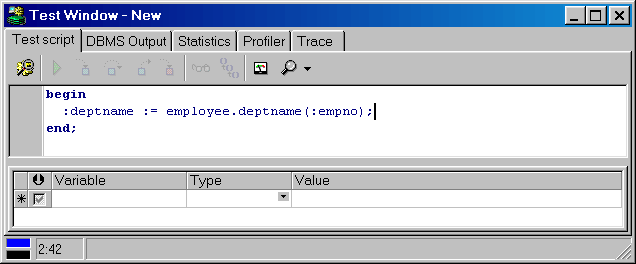 Test Window - New
Test script DBMS Output Statistics Profiler Trace
begin
:deptname := employee.deptname(:empno);
end;
Variable Type Value
2:42